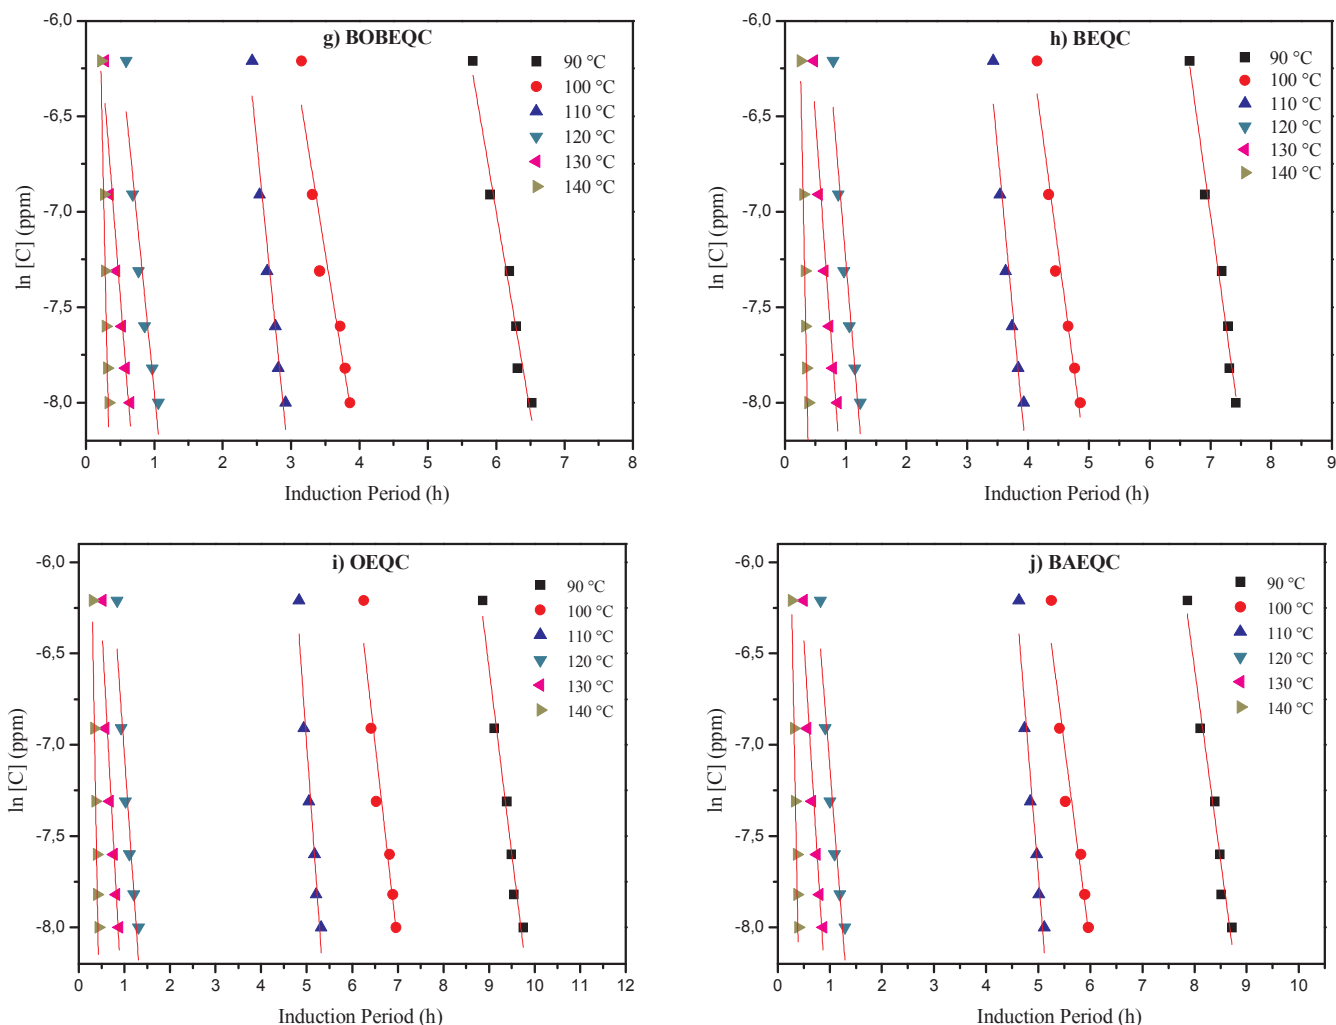 g) BOBEQC
-6,0
-6,5
-7,0
-7,5
-8,0
ln [C] (ppm)
90 °C
100 °C
110 °C
120 °C
130 °C
140 °C
0 1 2 3 4 5 6 7 8
Induction Period (h)
h) BEQC
-6,0
-6,5
-7,0
-7,5
-8,0
ln [C] (ppm)
90 °C
100 °C
110 °C
120 °C
130 °C
140 °C
0 1 2 3 4 5 6 7 8 9
Induction Period (h)
i) OEQC
-6,0
-6,5
-7,0
-7,5
-8,0
ln [C] (ppm)
90 °C
100 °C
110 °C
120 °C
130 °C
140 °C
0 1 2 3 4 5 6 7 8 9 10 11 12
Induction Period (h)
j) BAEQC
-6,0
-6,5
-7,0
-7,5
-8,0
ln [C] (ppm)
90 °C
100 °C
110 °C
120 °C
130 °C
140 °C
0 1 2 3 4 5 6 7 8 9 10
Induction Period (h)